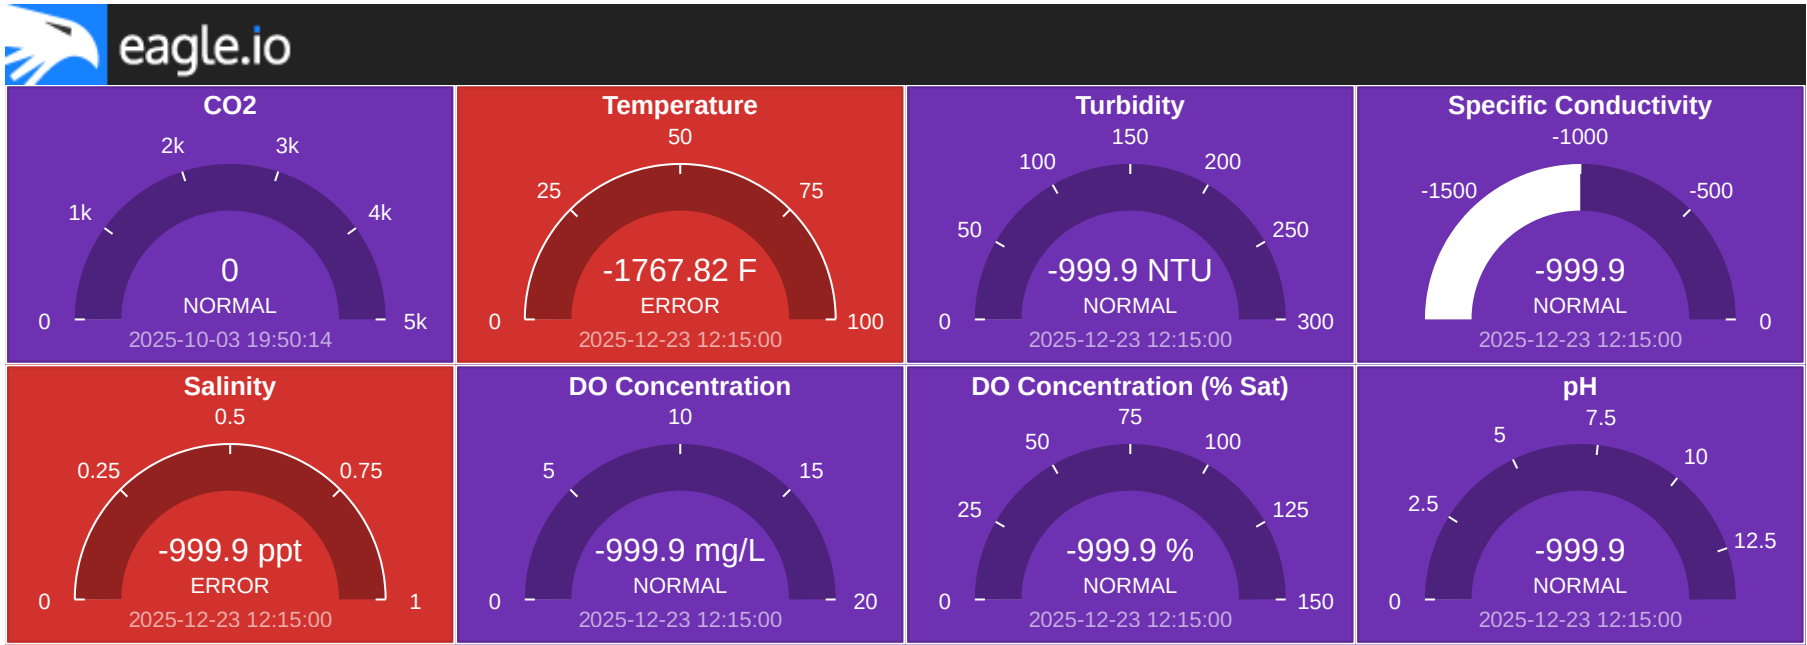 eagle.io
CO2
2k
3k
1k
4k
0
NORMAL
0
5k
2025-10-03 19:50:14
Temperature
50
25
75
-1767.82 F
ERROR
0
100
2025-12-23 12:15:00
Turbidity
150
100
200
50
250
-999.9 NTU
NORMAL
0
300
2025-12-23 12:15:00
Specific Conductivity
-1000
-1500
-500
-999.9
NORMAL
0
2025-12-23 12:15:00
Salinity
0.5
0.25
0.75
-999.9 ppt
ERROR
0
1
2025-12-23 12:15:00
DO Concentration
10
5
15
-999.9 mg/L
NORMAL
0
20
2025-12-23 12:15:00
DO Concentration (% Sat)
75
50
100
25
125
-999.9 %
NORMAL
0
150
2025-12-23 12:15:00
pH
7.5
5
10
2.5
12.5
-999.9
NORMAL
0
2025-12-23 12:15:00